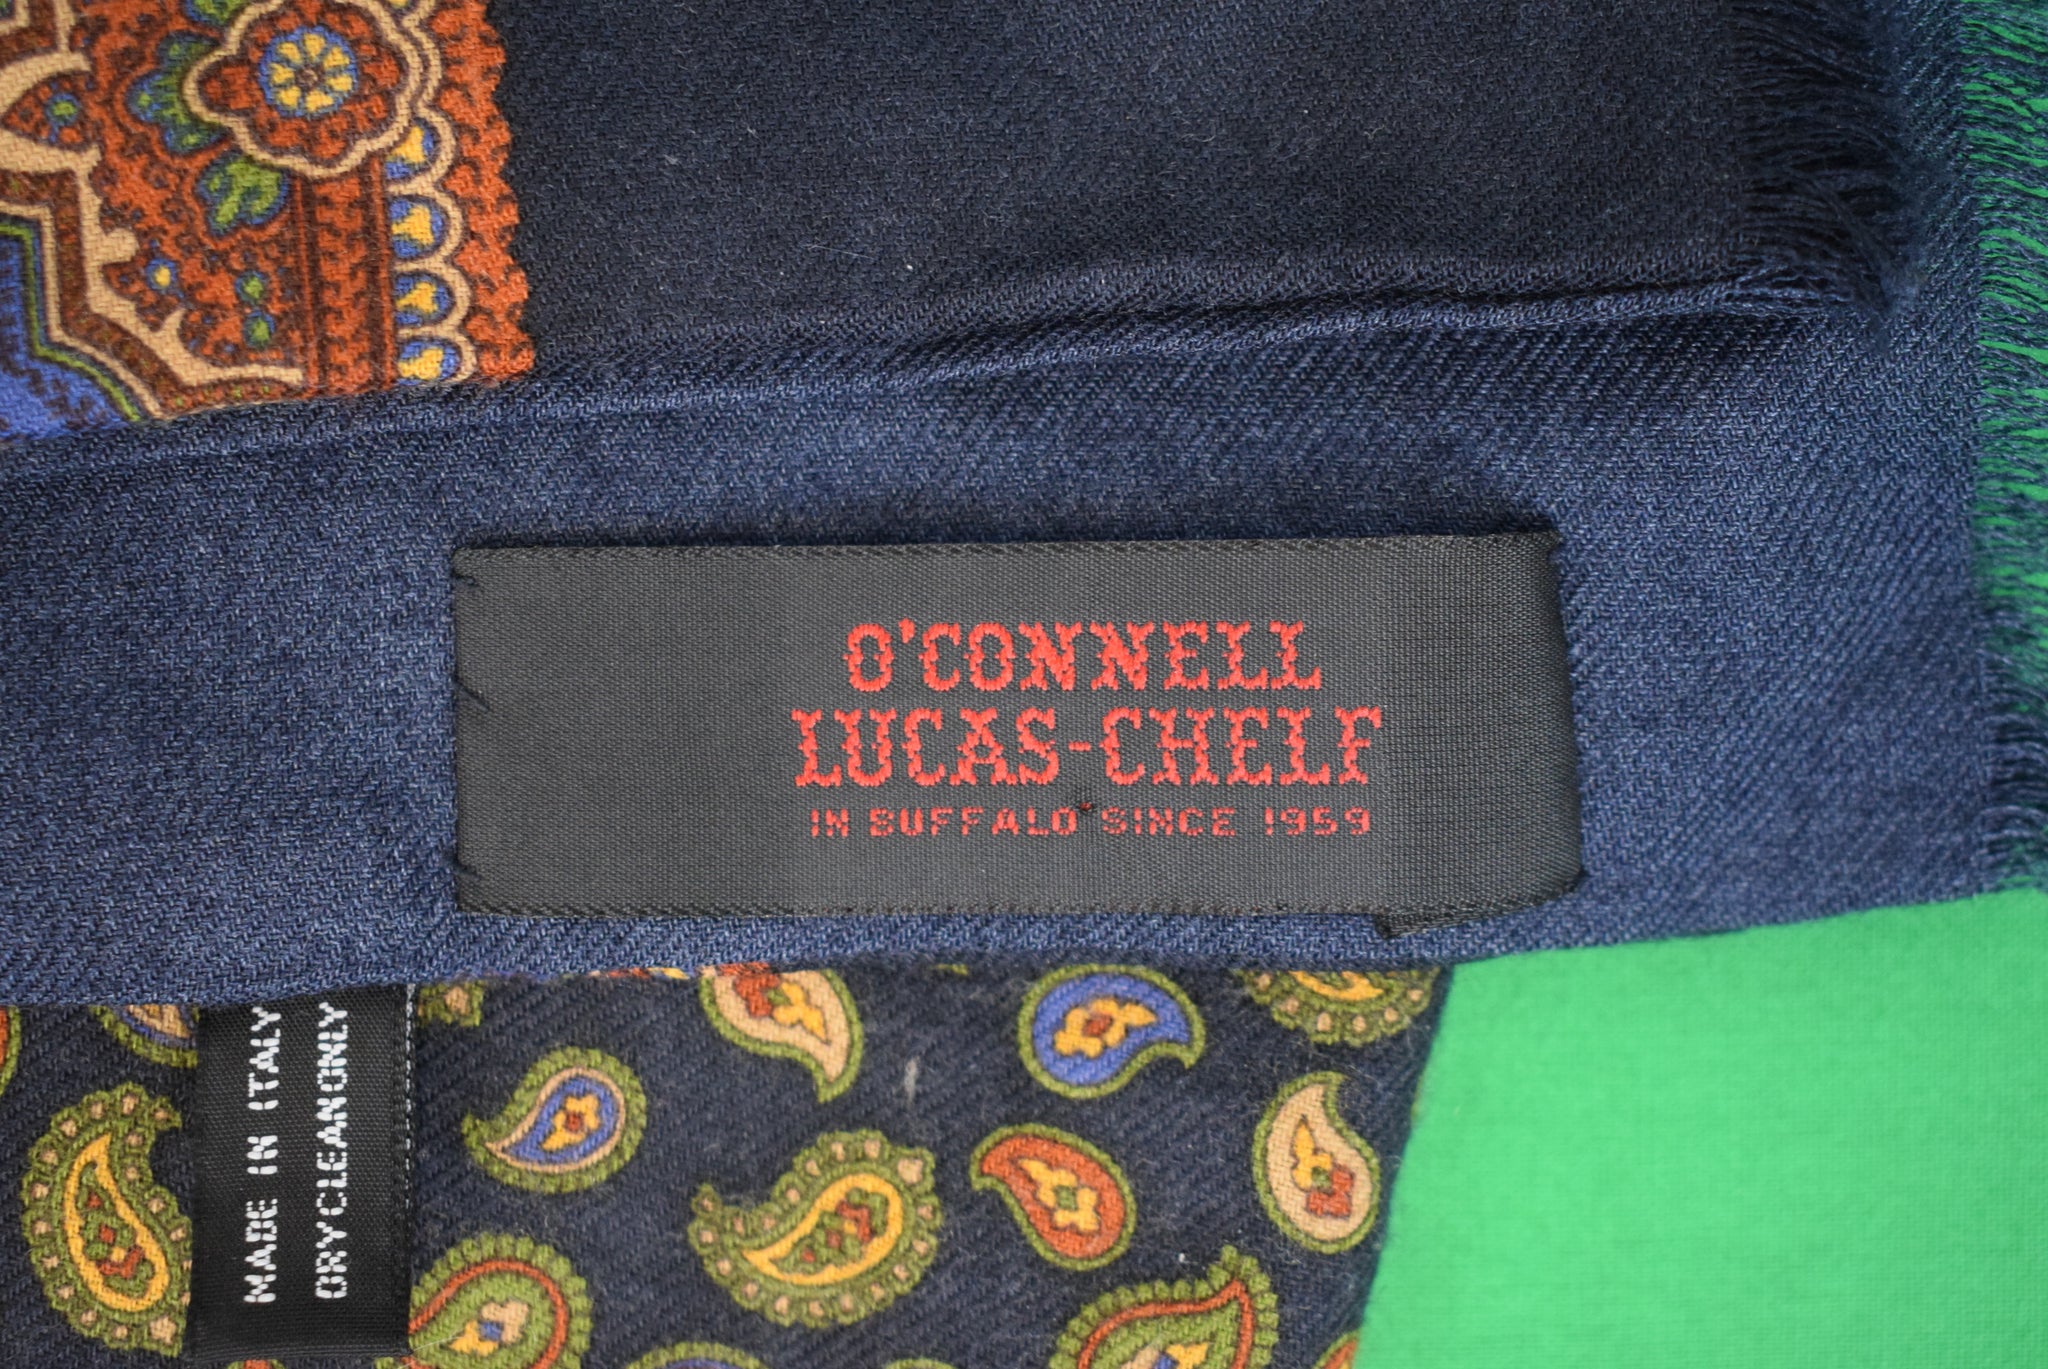 O'CONNELL
LUCAS-CHELF
IN BUFFALO SINCE 1959
MADE IN ITALY
DRYCLEANONLY